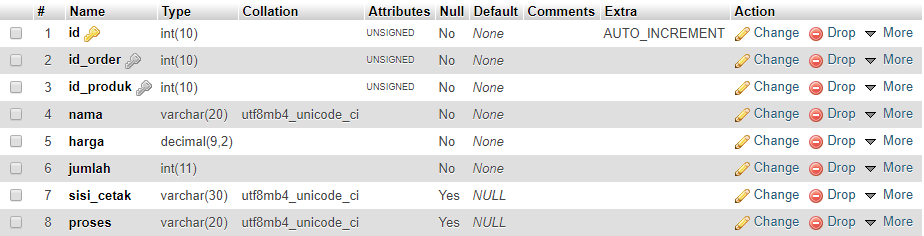 # Name Type Collation Attributes Null Default Comments Extra Action
1 id int(10) UNSIGNED No None AUTO_INCREMENT Change Drop More
2 id_order int(10) UNSIGNED No None Change Drop More
3 id_produk int(10) UNSIGNED No None Change Drop More
4 nama varchar(20) utf8mb4_unicode_ci No None Change Drop More
5 harga decimal(9,2) No None Change Drop More
6 jumlah int(11) No None Change Drop More
7 sisi_cetak varchar(30) utf8mb4_unicode_ci Yes NULL Change Drop More
8 proses varchar(20) utf8mb4_unicode_ci Yes NULL Change Drop More